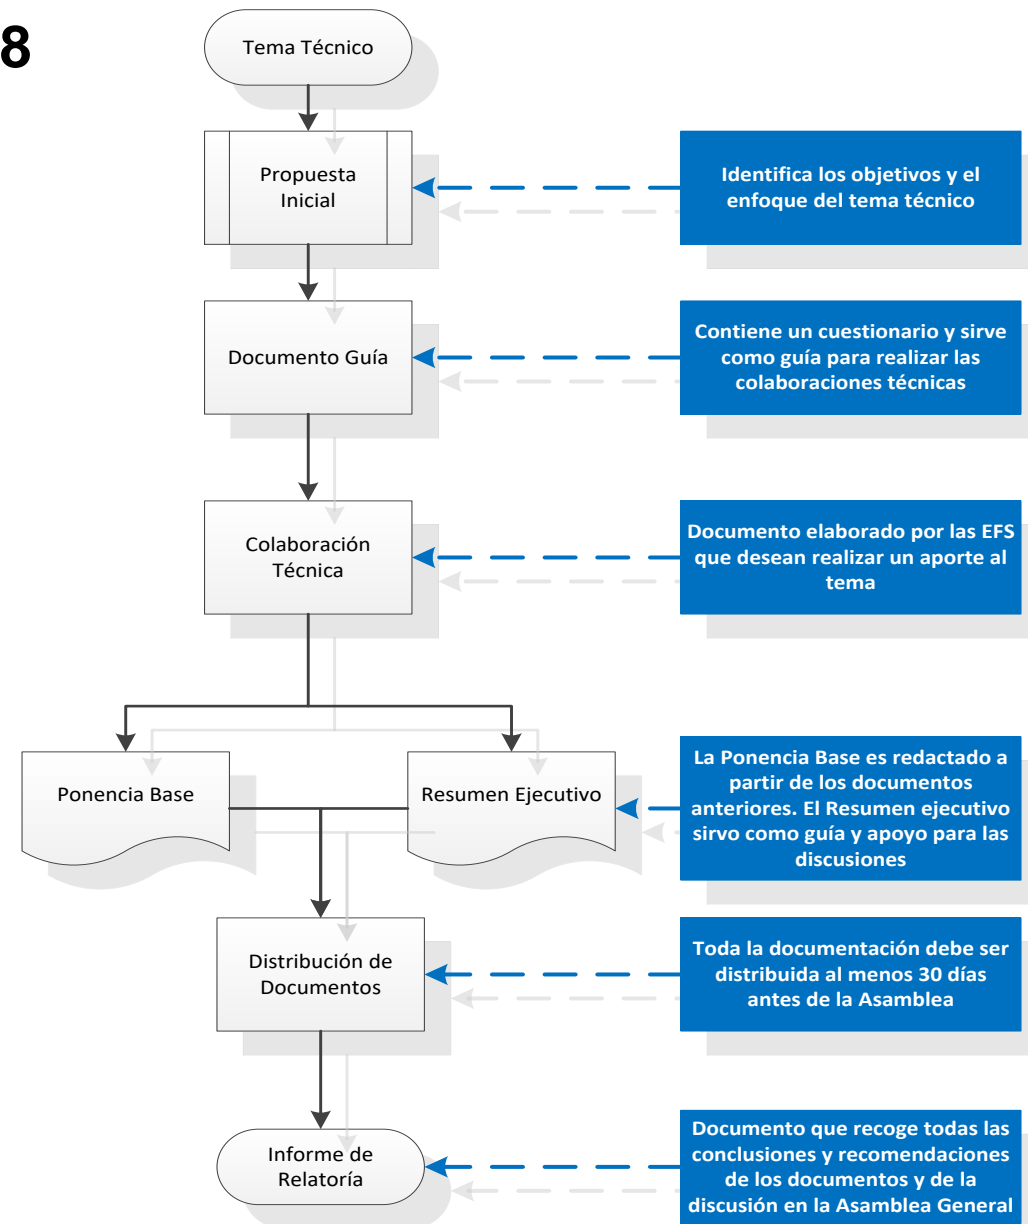 8
Tema Técnico
Propuesta
Inicial
Identifica los objetivos y el
enfoque del tema técnico
Documento Guía
Contiene un cuestionario y sirve
como guía para realizar las
colaboraciones técnicas
Colaboración
Técnica
Documento elaborado por las EFS
que desean realizar un aporte al
tema
Ponencia Base
Resumen Ejecutivo
La Ponencia Base es redactado a
partir de los documentos
anteriores. El Resumen ejecutivo
sirvo como guía y apoyo para las
discusiones
Distribución de
Documentos
Toda la documentación debe ser
distribuida al menos 30 días
antes de la Asamblea
Informe de
Relatoría
Documento que recoge todas las
conclusiones y recomendaciones
de los documentos y de la
discusión en la Asamblea General